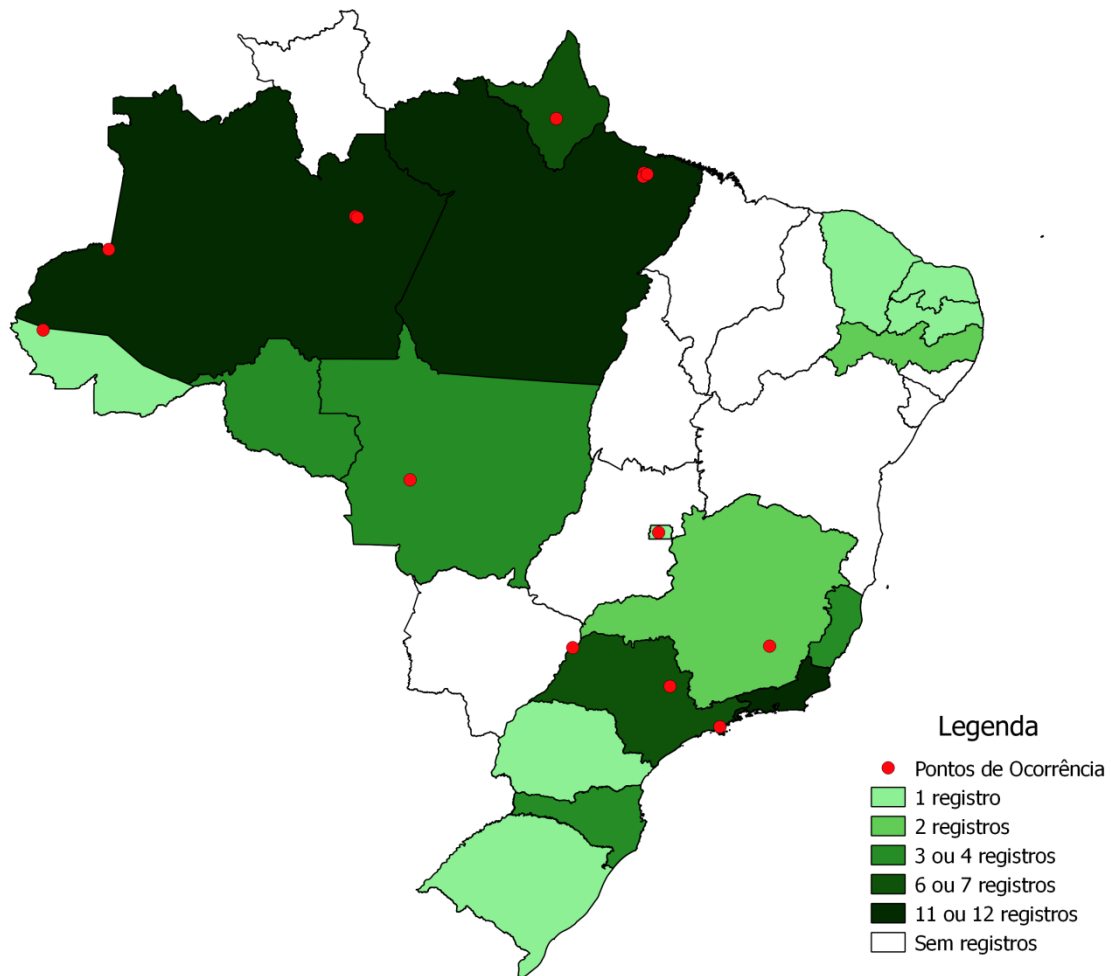 Legenda
Pontos de Ocorrência
1 registro
2 registros
3 ou 4 registros
6 ou 7 registros
11 ou 12 registros
Sem registros